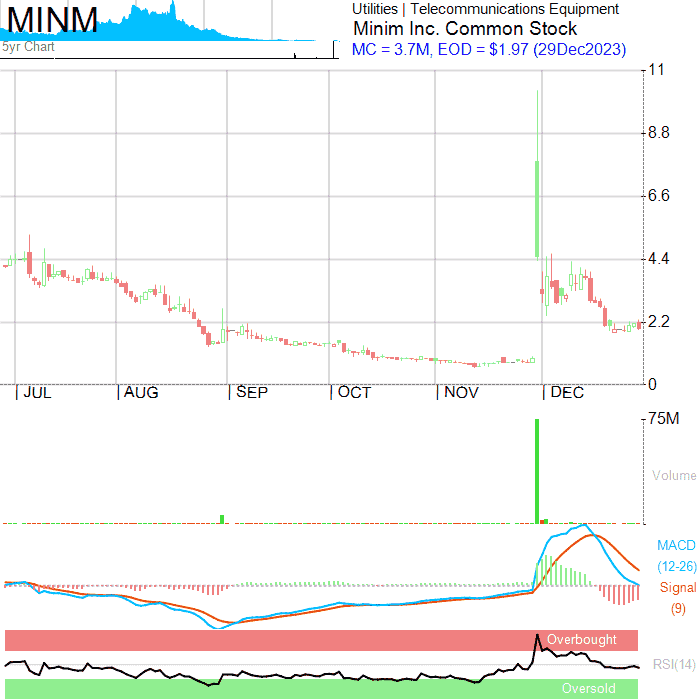 MINM
Utilities | Telecommunications Equipment
Minim Inc. Common Stock
MC = 3.7M, EOD = $1.97 (29Dec2023)
5yr Chart
11
8.8
6.6
4.4
2.2
0
JUL
AUG
SEP
OCT
NOV
DEC
75M
Volume
MACD
(12-26)
Signal
(9)
Overbought
RSI(14)
Oversold